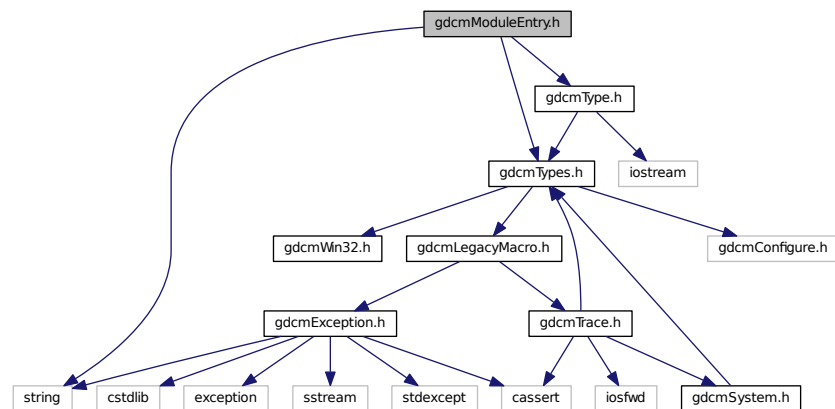 gdcmModuleEntry.h
gdcmType.h
gdcmTypes.h
iostream
gdcmWin32.h
gdcmLegacyMacro.h
gdcmConfigure.h
gdcmException.h
gdcmTrace.h
string
cstdlib
exception
sstream
stdexcept
cassert
iosfwd
gdcmSystem.h